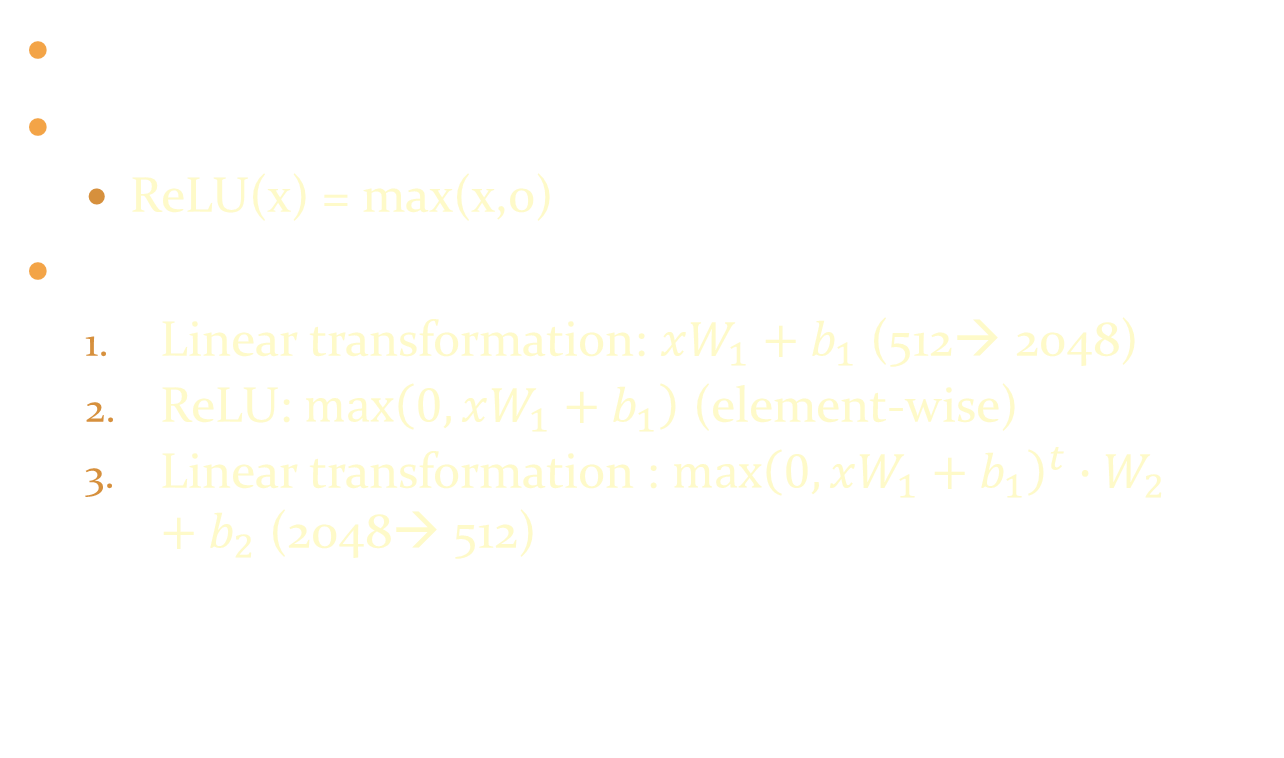 •
•
• ReLU(x) = max(x,0)
•
1. Linear transformation: 𝑥𝑊₁ + 𝑏₁ (512→ 2048)
2. ReLU: max(0, 𝑥𝑊₁ + 𝑏₁) (element-wise)
3. Linear transformation : max(0, 𝑥𝑊₁ + 𝑏₁)ᵗ · 𝑊₂
+ 𝑏₂ (2048→ 512)